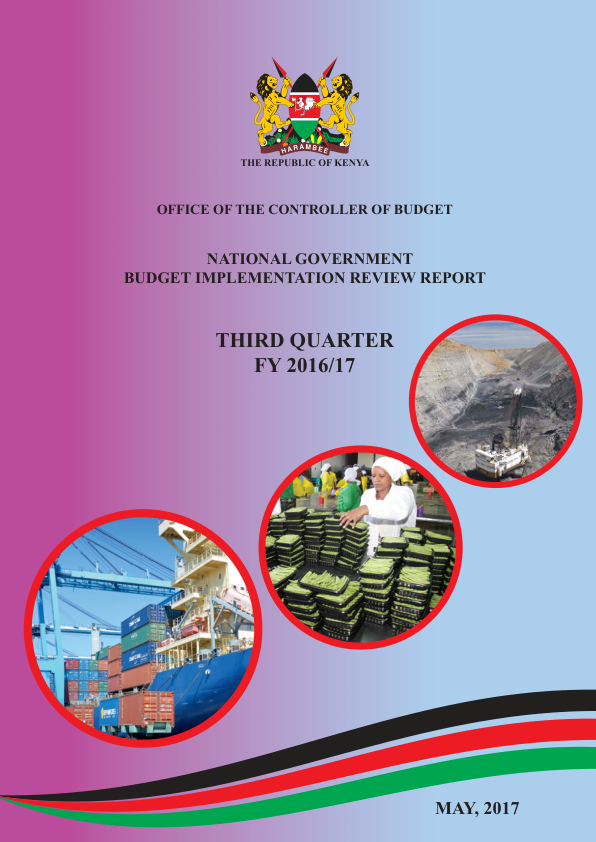 HARAMBEE
THE REPUBLIC OF KENYA
OFFICE OF THE CONTROLLER OF BUDGET
NATIONAL GOVERNMENT
BUDGET IMPLEMENTATION REVIEW REPORT
THIRD QUARTER
FY 2016/17
MAY, 2017